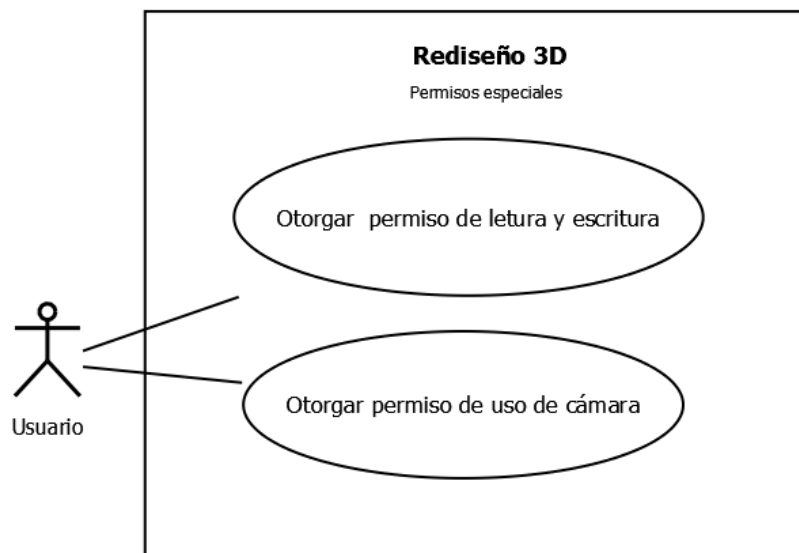 Rediseño 3D
Permisos especiales
Otorgar  permiso de letura y escritura
Otorgar permiso de uso de cámara
Usuario